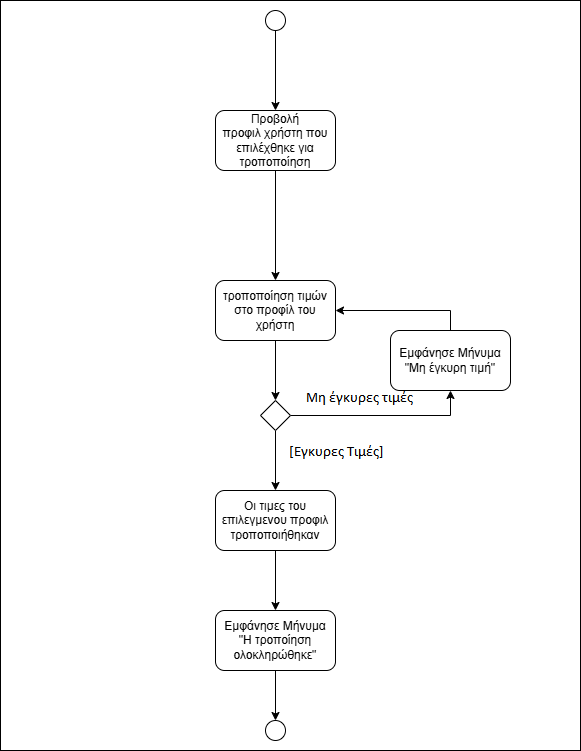 Προβολή
προφιλ χρήστη που
επιλέχθηκε για
τροποποίηση
τροποποίηση τιμών
στο προφίλ του
χρήστη
Εμφάνησε Μήνυμα
"Μη έγκυρη τιμή"
Μη έγκυρες τιμές
[Εγκυρες Τιμές]
Οι τιμες του
επιλεγμενου προφιλ
τροποποιήθηκαν
Εμφάνησε Μήνυμα
"Η τροποίηση
ολοκληρώθηκε"